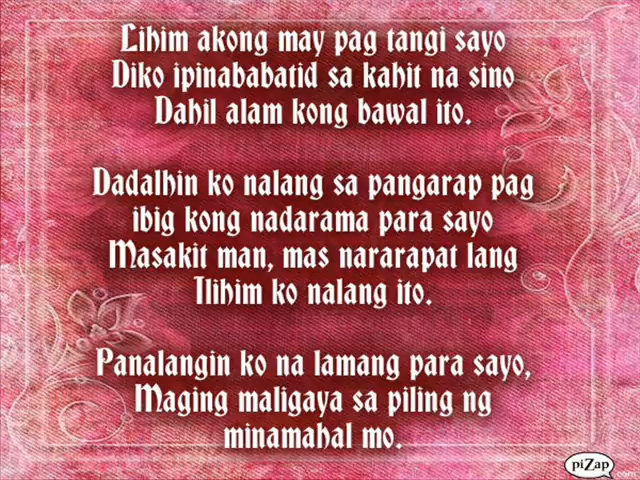 Lihim akong may pag tangi sayo
Diko ipinababatid sa kahit na sino
Dahil alam kong bawal ito.
Dadalhin ko nalang sa pangarap pag
ibig kong nadarama para sayo
Masakit man, mas nararapat lang
Ilihim ko nalang ito.
Panalangin ko na lamang para sayo,
Maging maligaya sa piling ng
minamahal mo.
piZap
.com